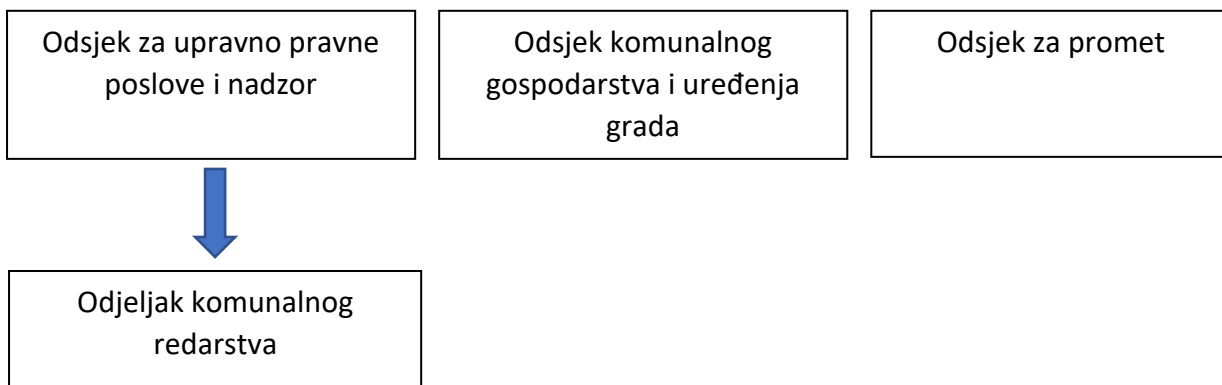 Odsjek za upravno pravne
poslove i nadzor
Odsjek komunalnog
gospodarstva i uređenja
grada
Odsjek za promet
Odjeljak komunalnog
redarstva